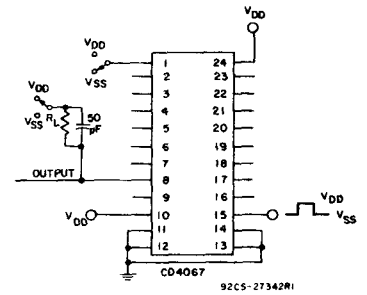 VDD
VDD
VSS
VDD
VSS
RL
50
pF
OUTPUT
VDD
1
2
3
4
5
6
7
8
9
10
11
12
24
23
22
21
20
19
18
17
16
15
14
13
VDD
VSS
CD4067
92CS-27342R1